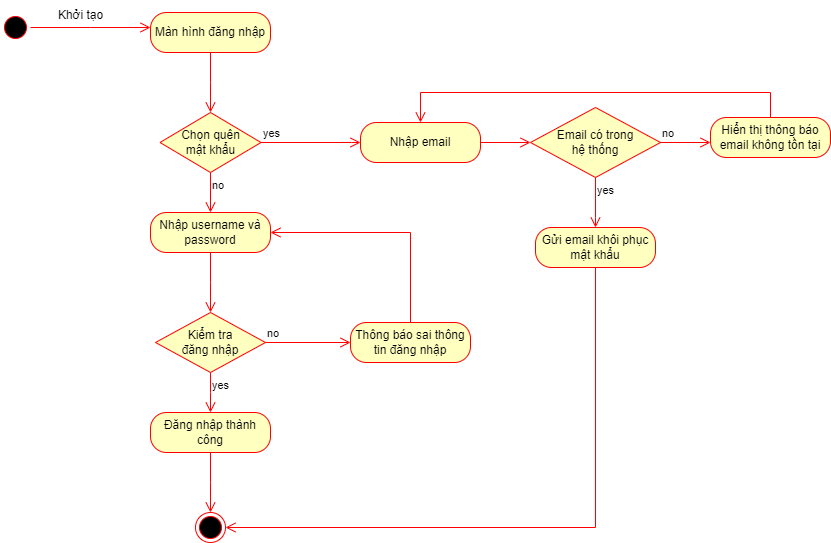 Khởi tạo
Màn hình đăng nhập
Chọn quên
mật khẩu
yes
Nhập email
Email có trong
hệ thống
no
Hiển thị thông báo
email không tồn tại
no
yes
Nhập username và
password
Gửi email khôi phục
mật khẩu
Kiểm tra
đăng nhập
no
Thông báo sai thông
tin đăng nhập
yes
Đăng nhập thành
công